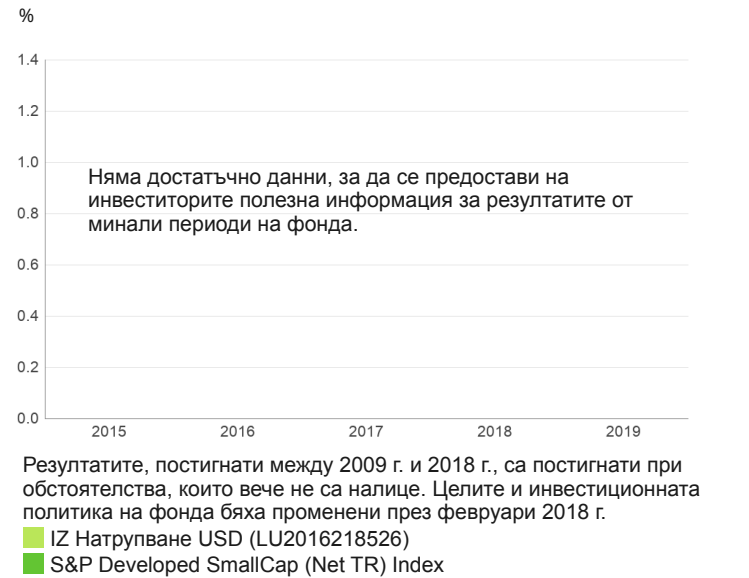 %
1.4
1.2
1.0
Няма достатъчно данни, за да се предостави на
инвеститорите полезна информация за резултатите от
0.8
минали периоди на фонда.
0.6
0.4
0.2
0.0
2015 2016 2017 2018 2019
Резултатите, постигнати между 2009 г. и 2018 г., са постигнати при
обстоятелства, които вече не са налице. Целите и инвестиционната
политика на фонда бяха променени през февруари 2018 г.
IZ Натрупване USD (LU2016218526)
S&P Developed SmallCap (Net TR) Index